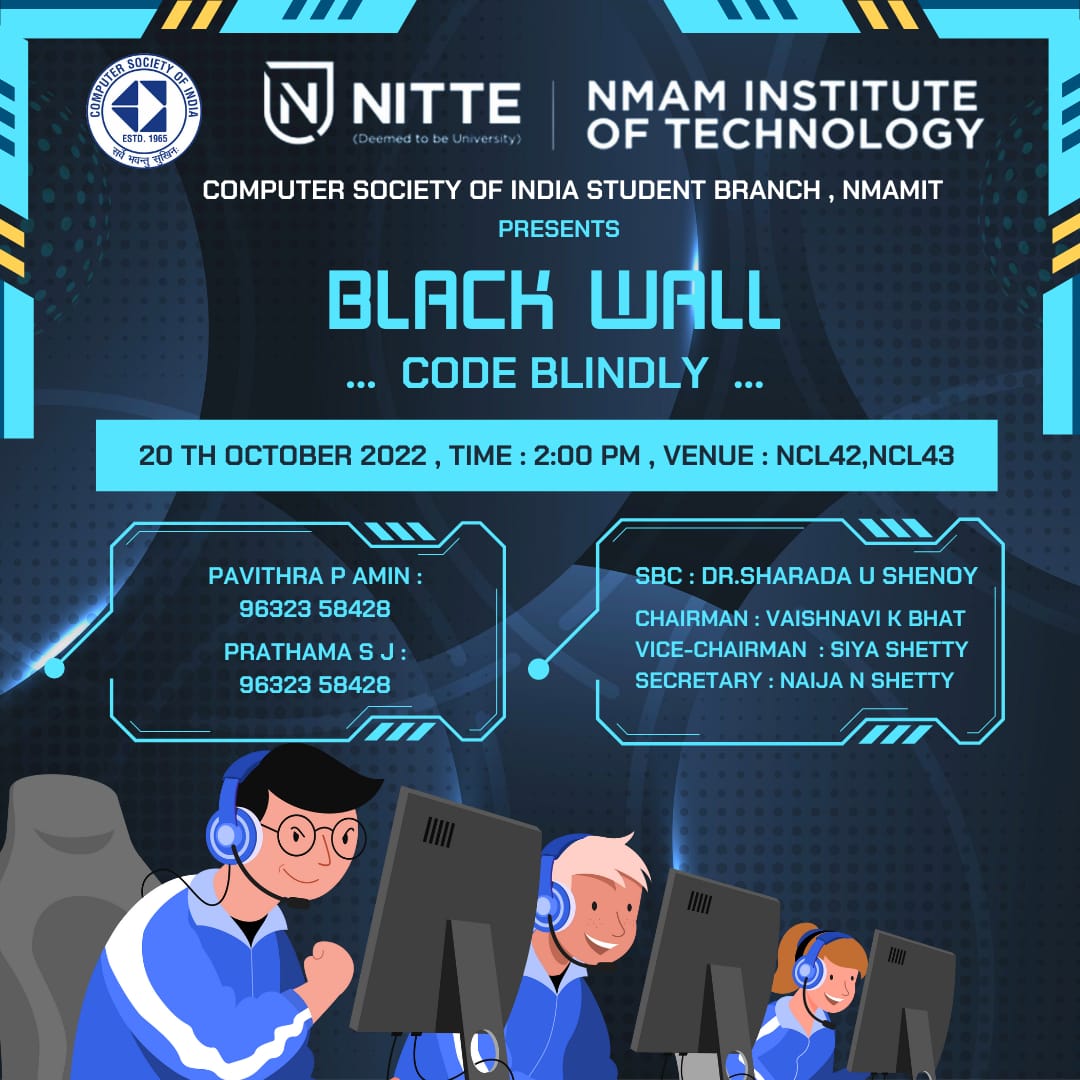 COMPUTER SOCIETY OF INDIA
ESTD. 1965
सर्वे भवन्तु सुखिनः
N NITTE
(Deemed to be University)
NMAM INSTITUTE
OF TECHNOLOGY
COMPUTER SOCIETY OF INDIA STUDENT BRANCH , NMAMIT
PRESENTS
BLACK WALL
... CODE BLINDLY ...
20 TH OCTOBER 2022 , TIME : 2:00 PM , VENUE : NCL42,NCL43
PAVITHRA P AMIN :
96323 58428
PRATHAMA S J :
96323 58428
SBC : DR.SHARADA U SHENOY
CHAIRMAN : VAISHNAVI K BHAT
VICE-CHAIRMAN : SIYA SHETTY
SECRETARY : NAIJA N SHETTY